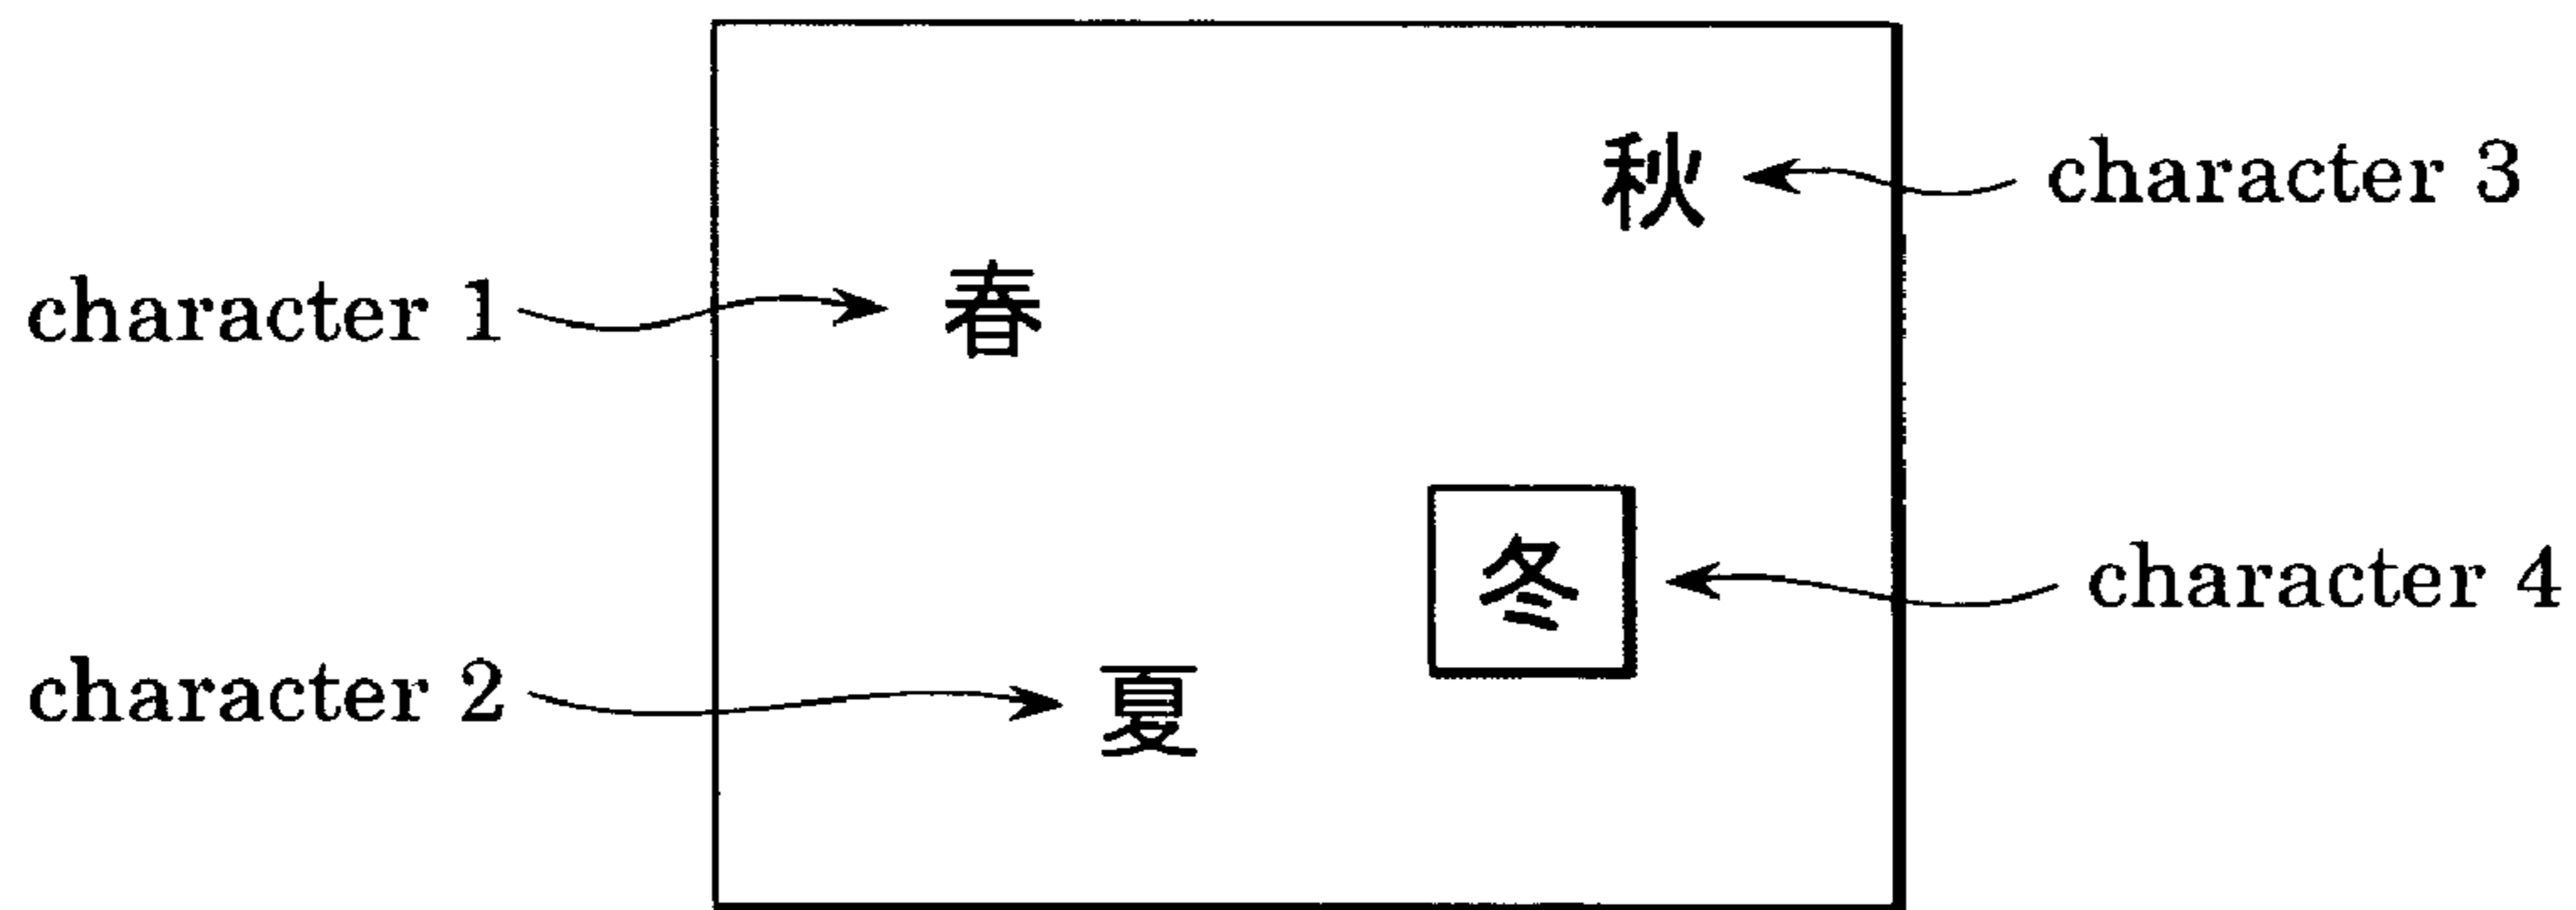 秋
character 3
character 1
春
冬
character 4
character 2
夏